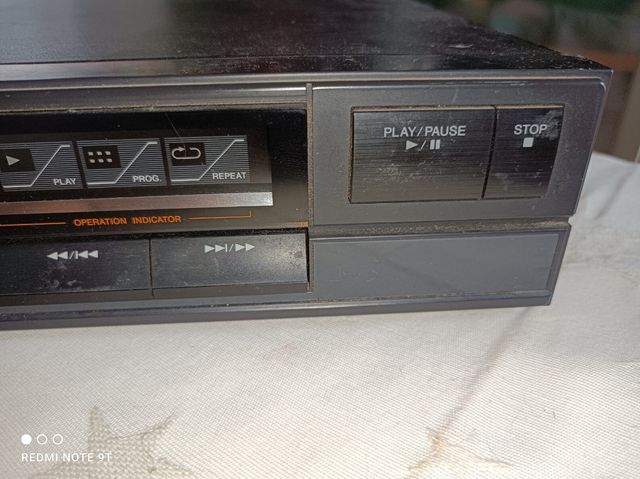 PLAY/PAUSE
STOP
PLAY
PROG.
REPEAT
OPERATION INDICATOR
REDMI NOTE 9T